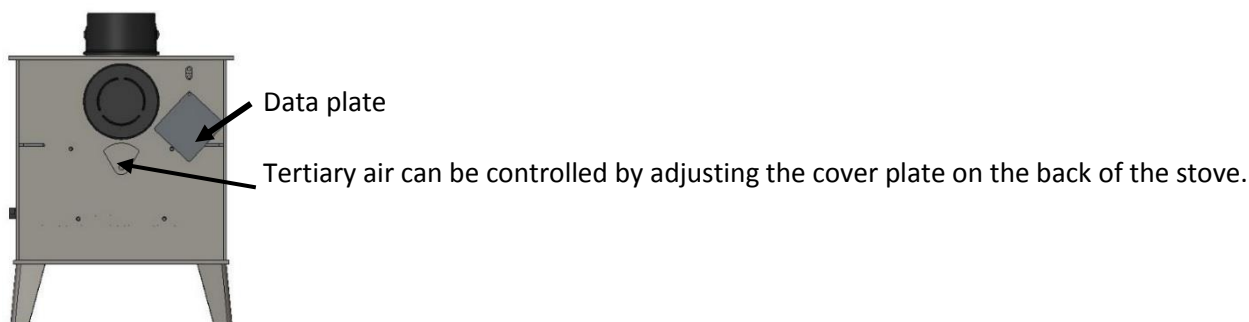 Data plate
Tertiary air can be controlled by adjusting the cover plate on the back of the stove.